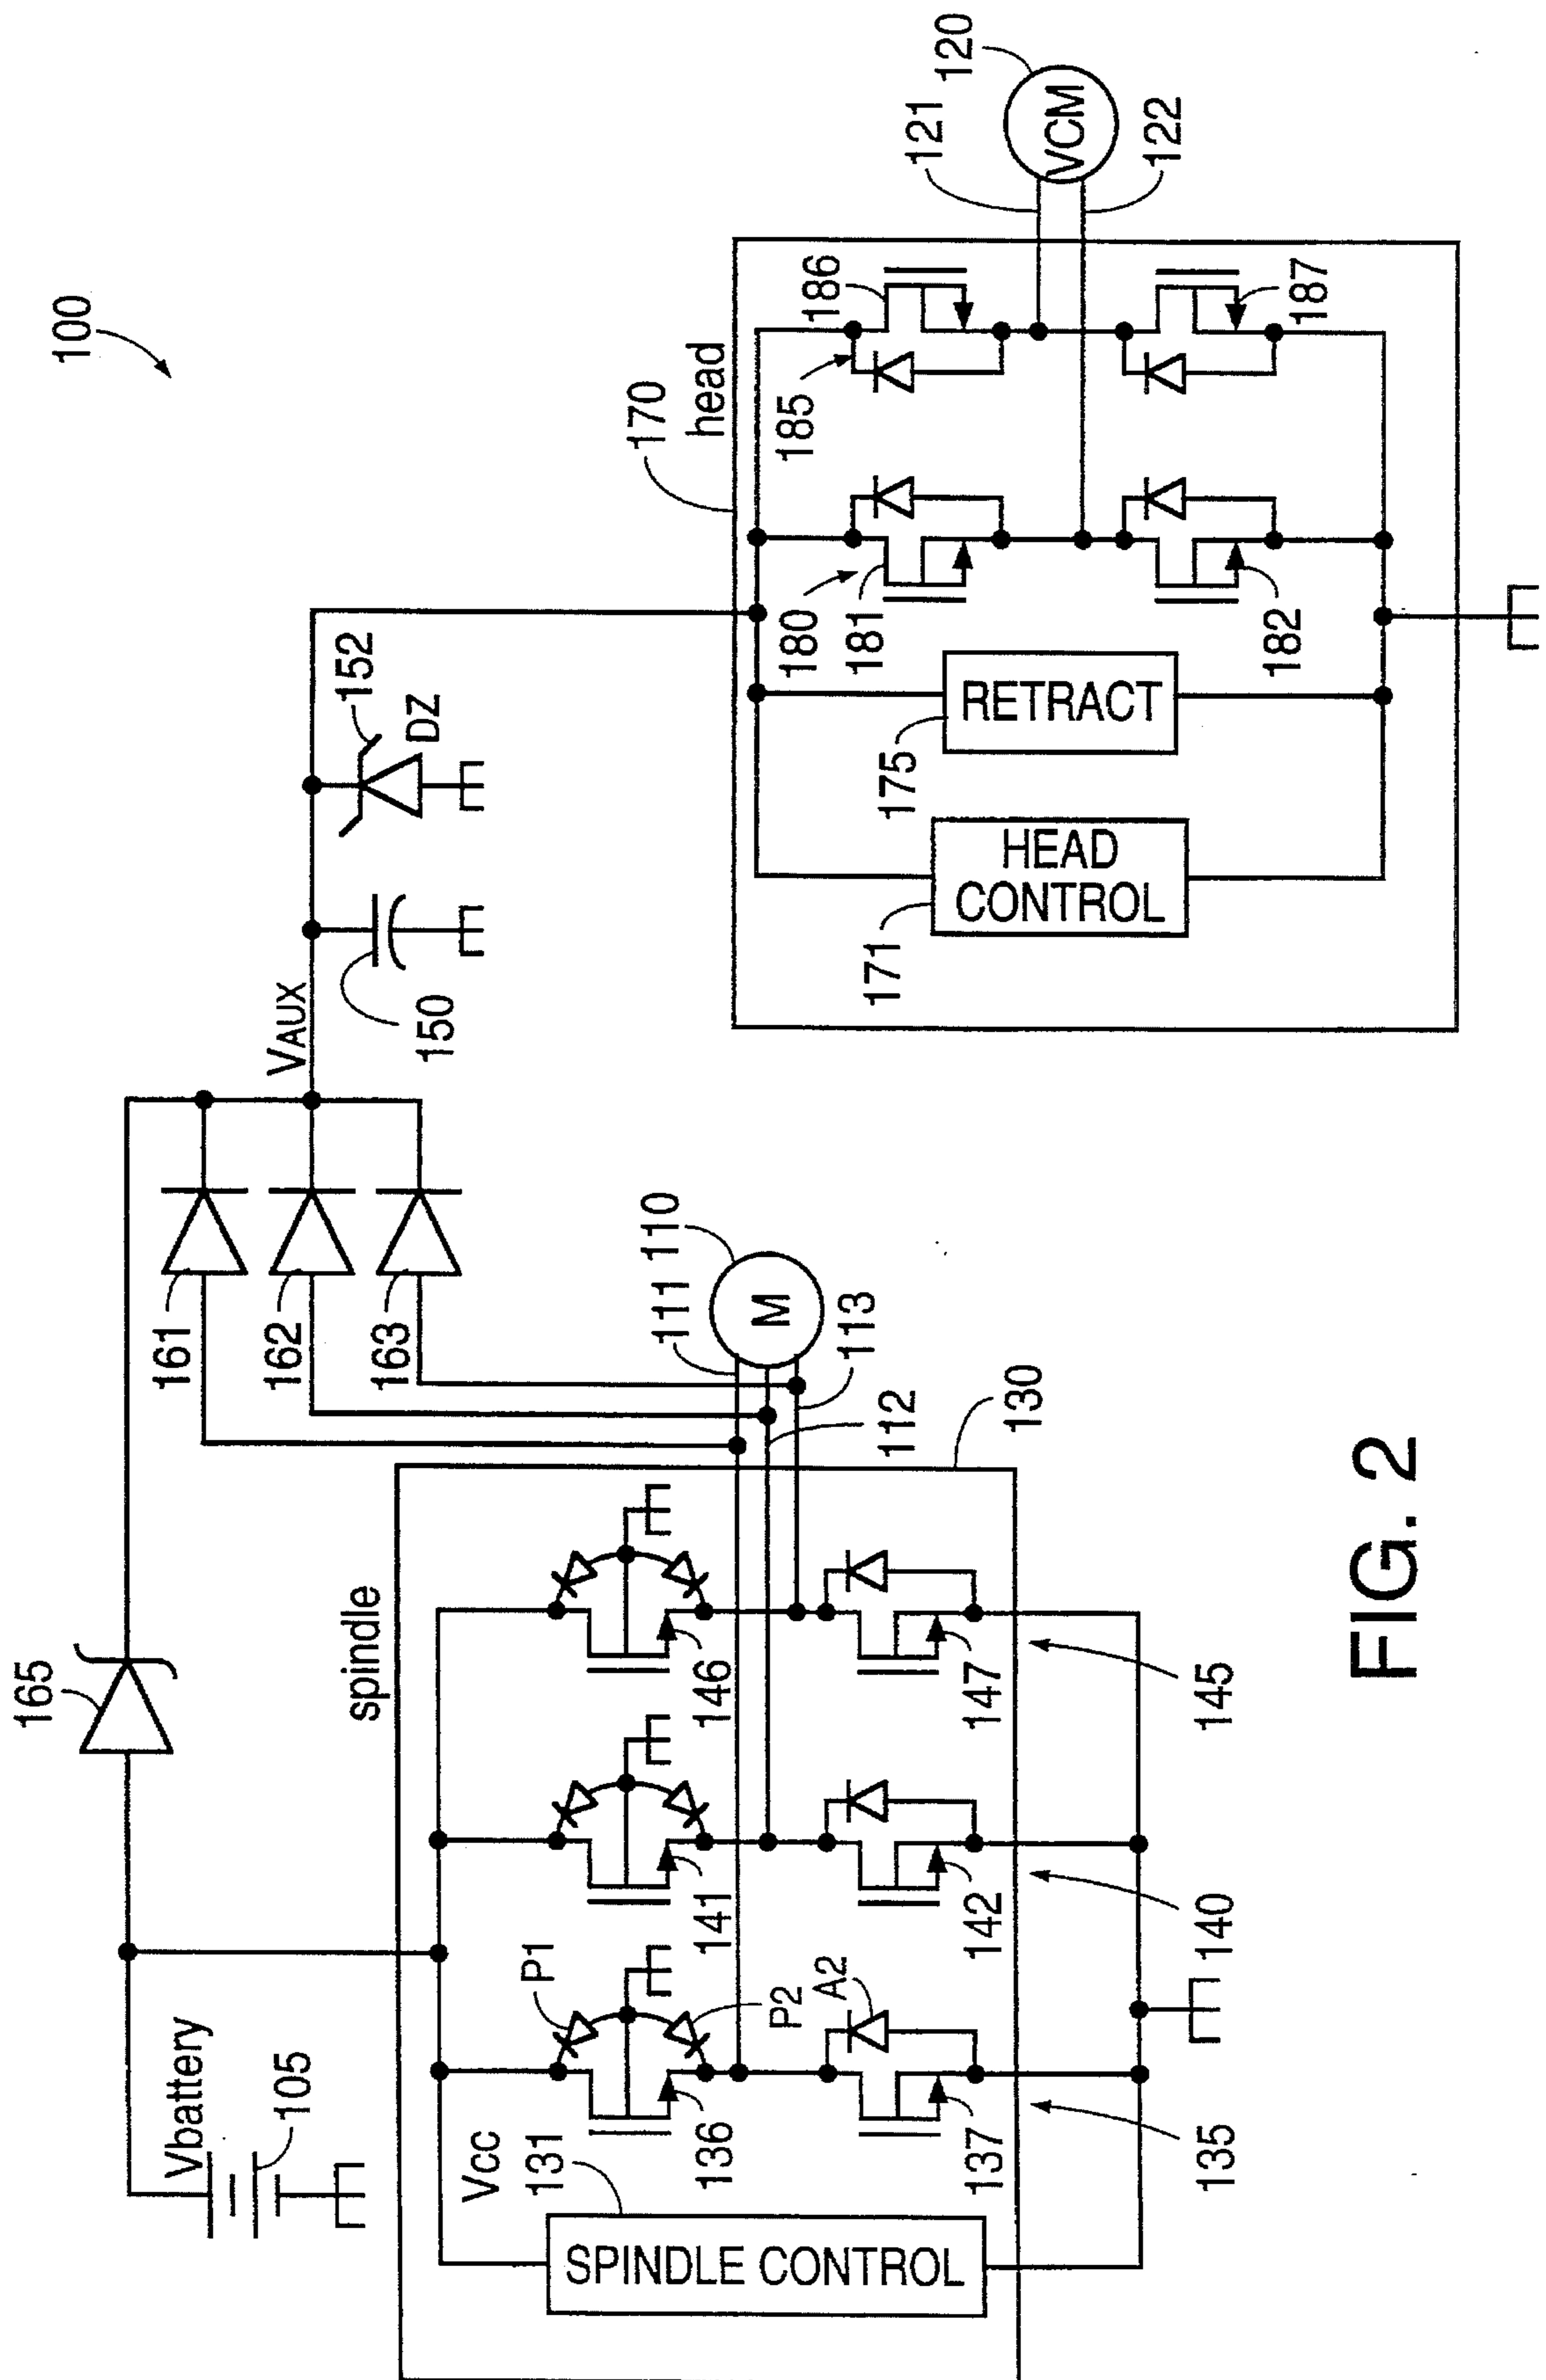 100
165
Vbattery
105
161
162
163
VAUX
150
152
DZ
110
111
M
113
112
130
spindle
Vcc
131
SPINDLE CONTROL
P1
136
P2
A2
137
135
141
142
140
146
147
145
170
head
171
HEAD
CONTROL
175
RETRACT
180
181
182
185
186
187
121
120
VCM
122
FIG. 2